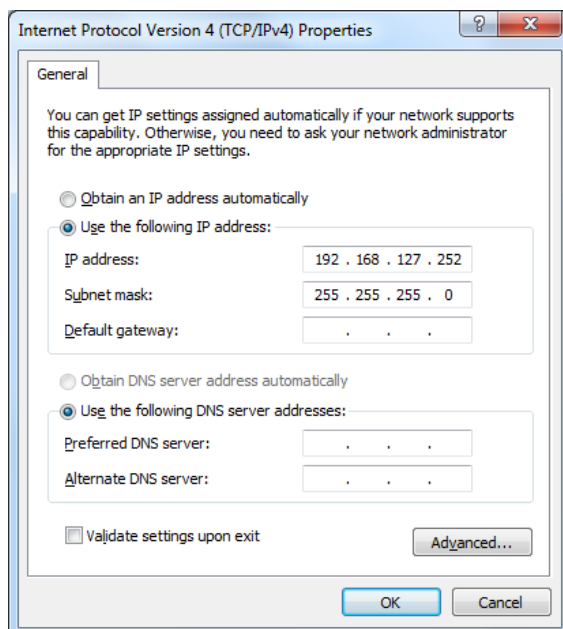 Internet Protocol Version 4 (TCP/IPv4) Properties
General
You can get IP settings assigned automatically if your network supports
this capability. Otherwise, you need to ask your network administrator
for the appropriate IP settings.
Obtain an IP address automatically
Use the following IP address:
IP address: 192 . 168 . 127 . 252
Subnet mask: 255 . 255 . 255 . 0
Default gateway: . . .
Obtain DNS server address automatically
Use the following DNS server addresses:
Preferred DNS server: . . .
Alternate DNS server: . . .
Validate settings upon exit
Advanced...
OK Cancel